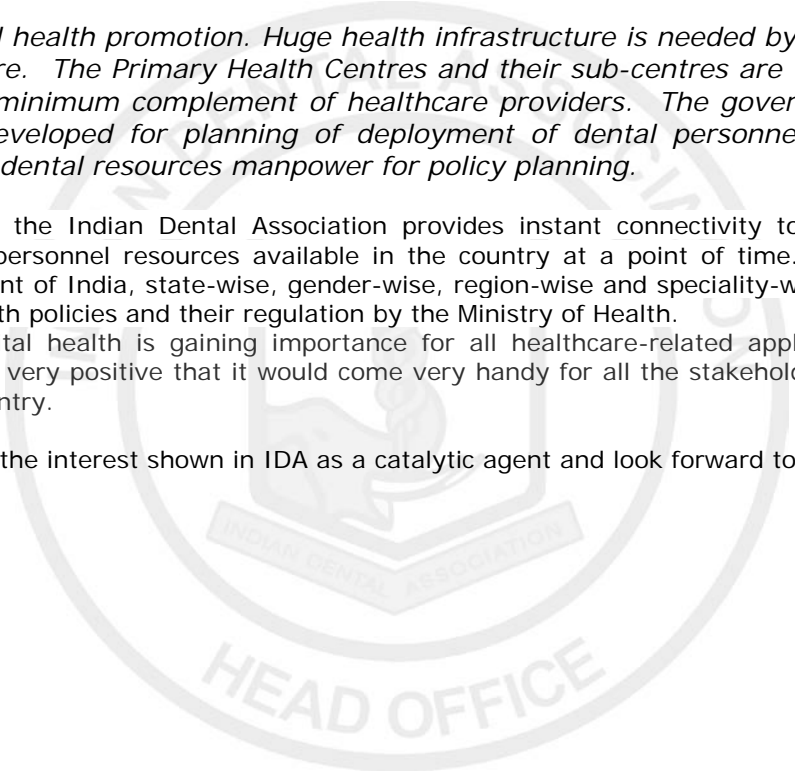 l health promotion. Huge health infrastructure is needed by
re. The Primary Health Centres and their sub-centres are
minimum complement of healthcare providers. The gover
eveloped for planning of deployment of dental personne
dental resources manpower for policy planning.
the Indian Dental Association provides instant connectivity to
personnel resources available in the country at a point of time.
nt of India, state-wise, gender-wise, region-wise and speciality-w
th policies and their regulation by the Ministry of Health.
tal health is gaining importance for all healthcare-related appl
very positive that it would come very handy for all the stakehol
ntry.
the interest shown in IDA as a catalytic agent and look forward to
INDIAN DENTAL ASSOCIATION
HEAD OFFICE